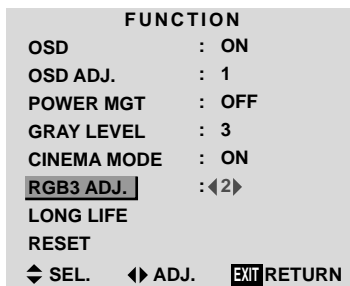 FUNCTION
OSD : ON
OSD ADJ. : 1
POWER MGT : OFF
GRAY LEVEL : 3
CINEMA MODE : ON
RGB3 ADJ. : 2
LONG LIFE
RESET
SEL. ADJ. EXIT RETURN